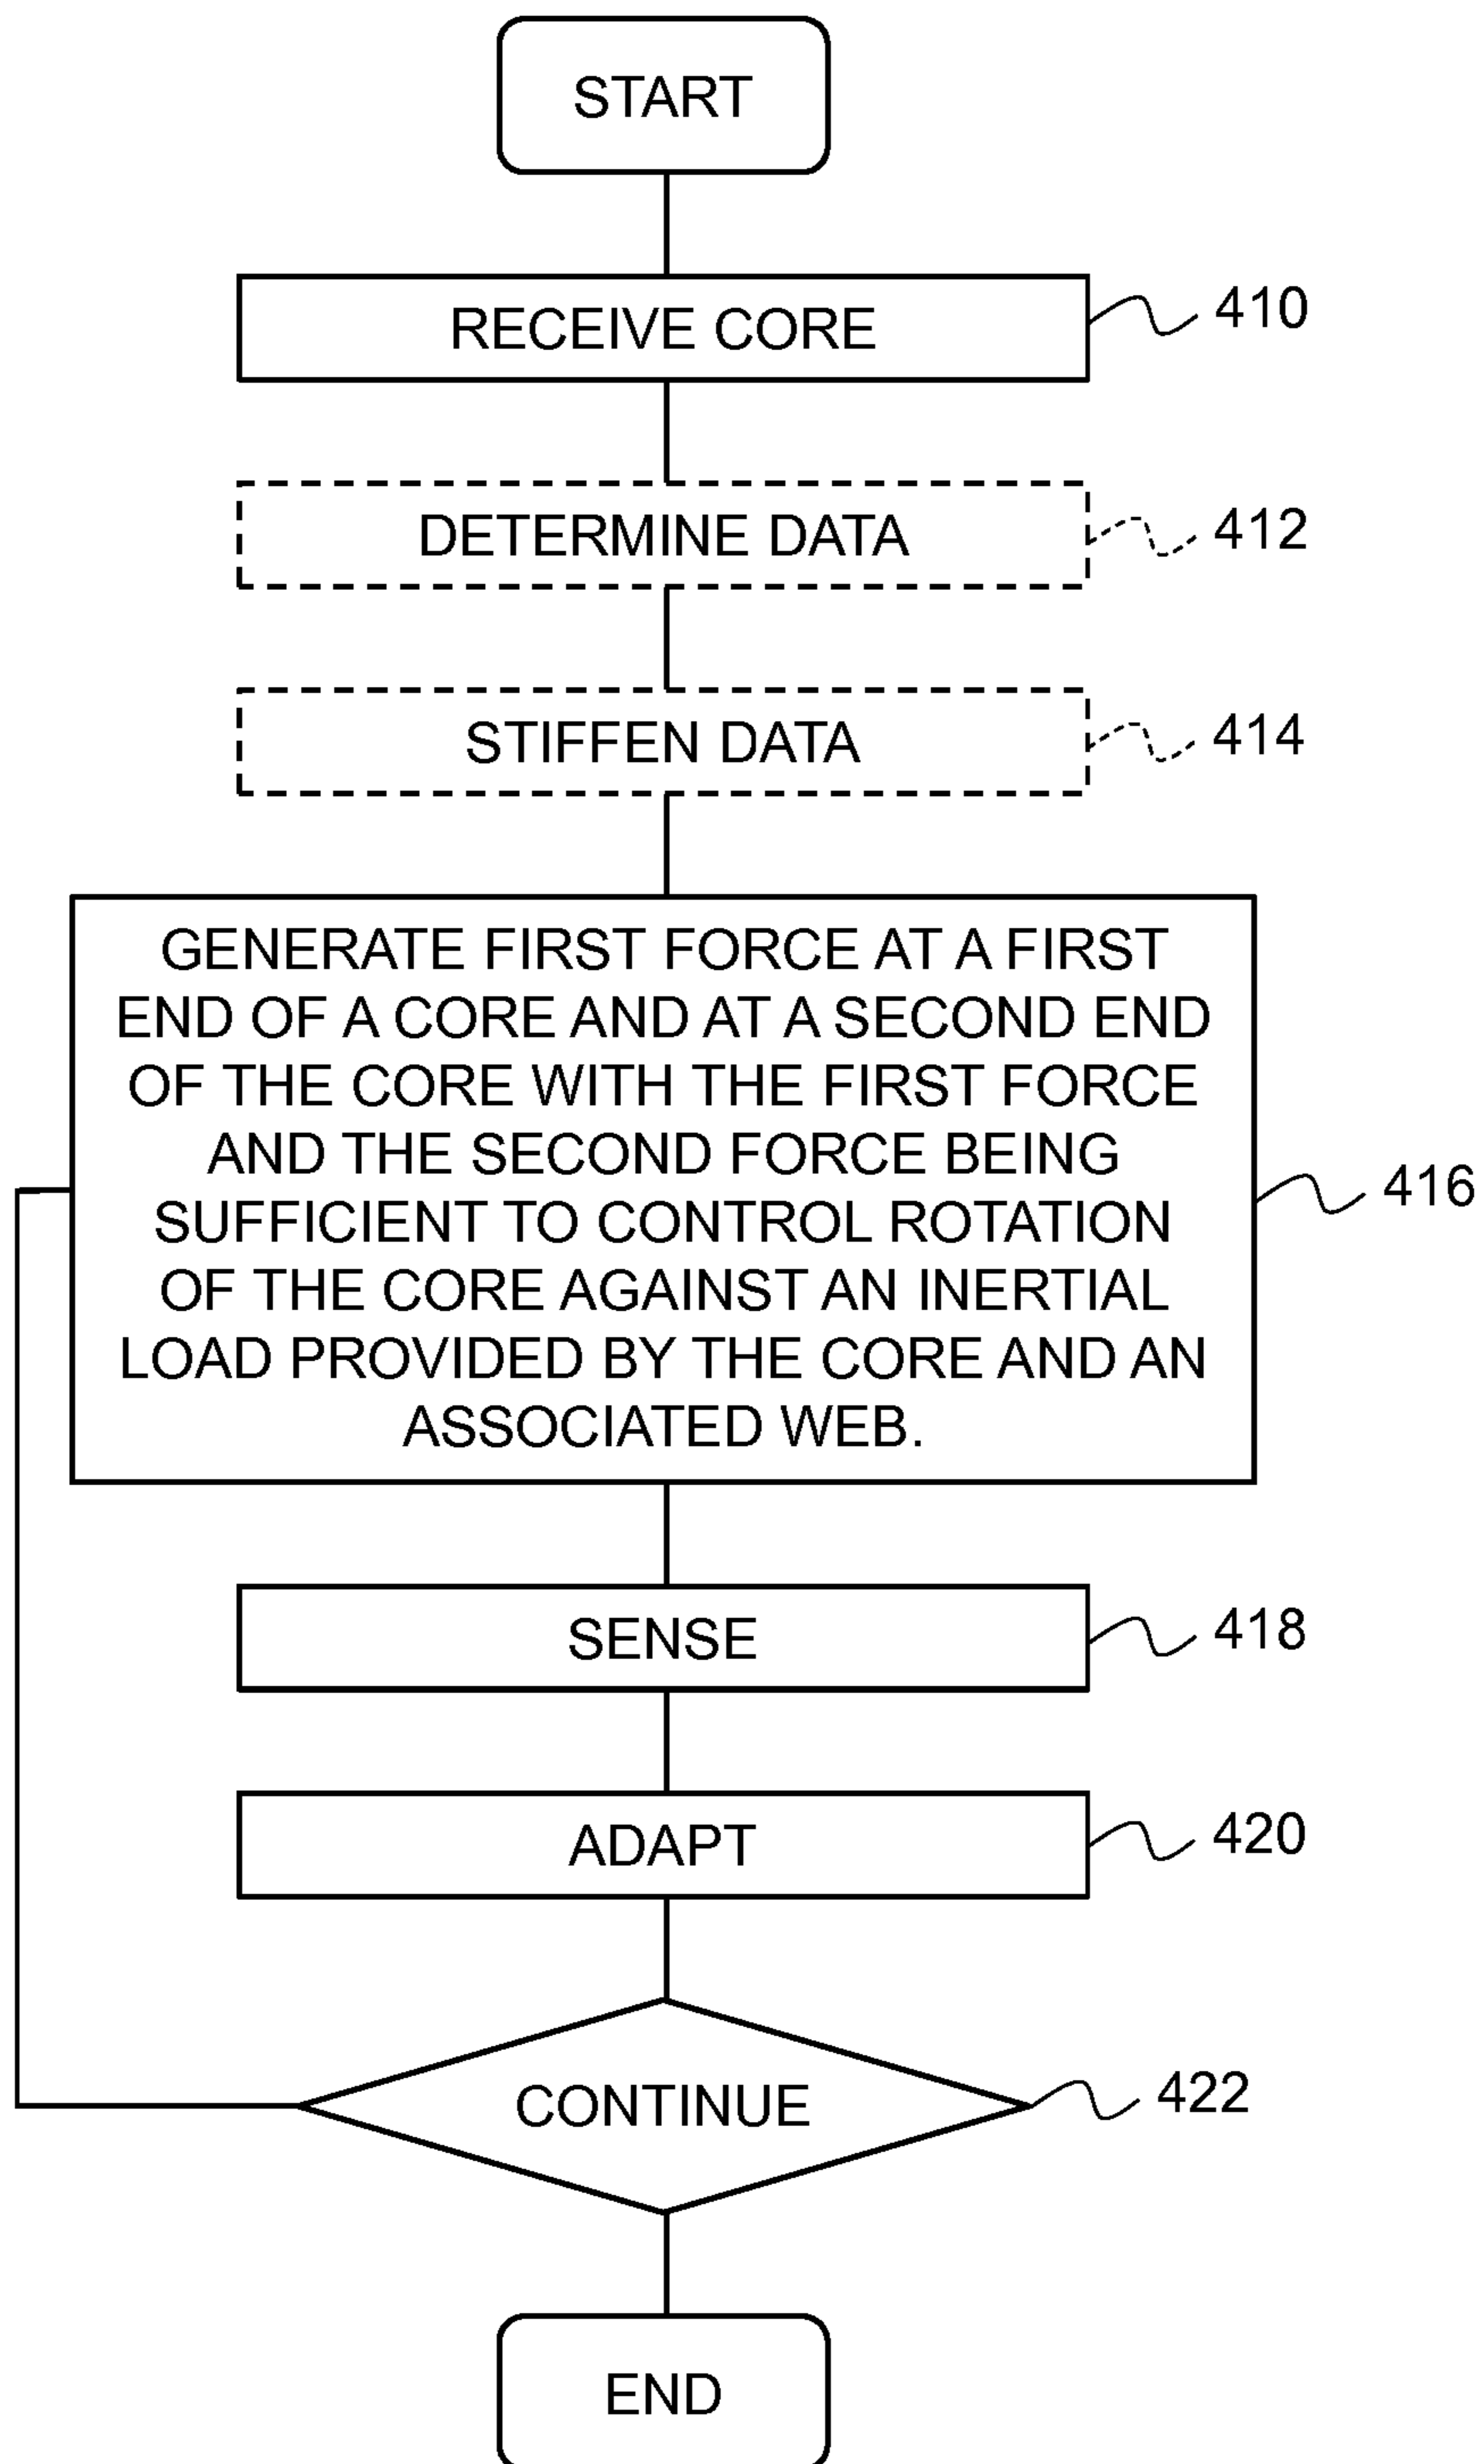 START
RECEIVE CORE
410
DETERMINE DATA
412
STIFFEN DATA
414
GENERATE FIRST FORCE AT A FIRST
END OF A CORE AND AT A SECOND END
OF THE CORE WITH THE FIRST FORCE
AND THE SECOND FORCE BEING
SUFFICIENT TO CONTROL ROTATION
OF THE CORE AGAINST AN INERTIAL
LOAD PROVIDED BY THE CORE AND AN
ASSOCIATED WEB.
416
SENSE
418
ADAPT
420
CONTINUE
422
END